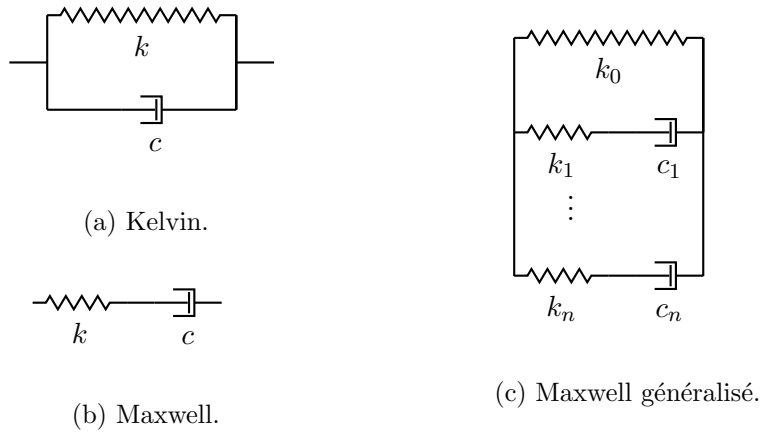 k
c
(a) Kelvin.
k
c
(b) Maxwell.
k₀
k₁
c₁
⋮
kₙ
cₙ
(c) Maxwell généralisé.